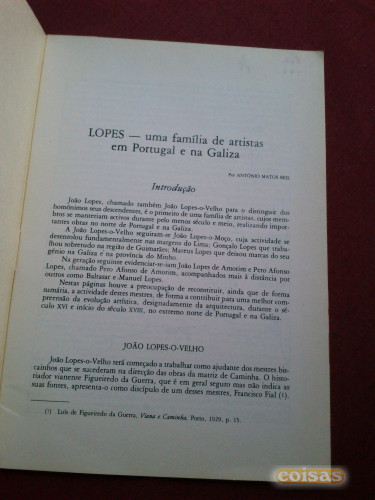 LOPES — uma família de artistas
em Portugal e na Galiza
Por ANTÓNIO MATOS REIS
Introdução
João Lopes, chamado também João Lopes-o-Velho para o distinguir dos
homónimos seus descendentes, é o primeiro de uma família de artistas, cujos mem-
bros se manteriam activos durante pelo menos século e meio, realizando impor-
tantes obras no norte de Portugal e na Galiza.
A João Lopes-o-Velho seguiram-se João Lopes-o-Moço, cuja actividade se
desenrolou fundamentalmente nas margens do Lima; Gonçalo Lopes que traba-
lhou sobretudo na região de Guimarães; Mateus Lopes que deixou marcas do seu
génio na Galiza e na província do Minho.
Na geração seguinte evidenciar-se-iam João Lopes de Amorim e Pero Afonso
Lopes, chamado Pero Afonso de Amorim, acompanhados mais à distância por
outros como Baltasar e Manuel Lopes.
Nestas páginas houve a preocupação de reconstituir, ainda que de forma
sumária, a actividade destes mestres, de forma a contribuir para uma melhor com-
preensão da evolução artística, designadamente da arquitectura, durante o sé-
culo XVI e início do século XVIII, no extremo norte de Portugal e na Galiza.
JOÃO LOPES-O-VELHO
João Lopes-o-Velho terá começado a trabalhar como ajudante dos mestres bis-
cainhos que se sucederam na direcção das obras da matriz de Caminha. O histo-
riador vianente Figueiredo da Guerra, que é em geral seguro mas não indica as
suas fontes, apresenta-o como discípulo de um desses mestres, Francisco Fial (¹).
(¹) Luís de Figueiredo da Guerra, Viana e Caminha, Porto, 1929, p. 15.
coisas